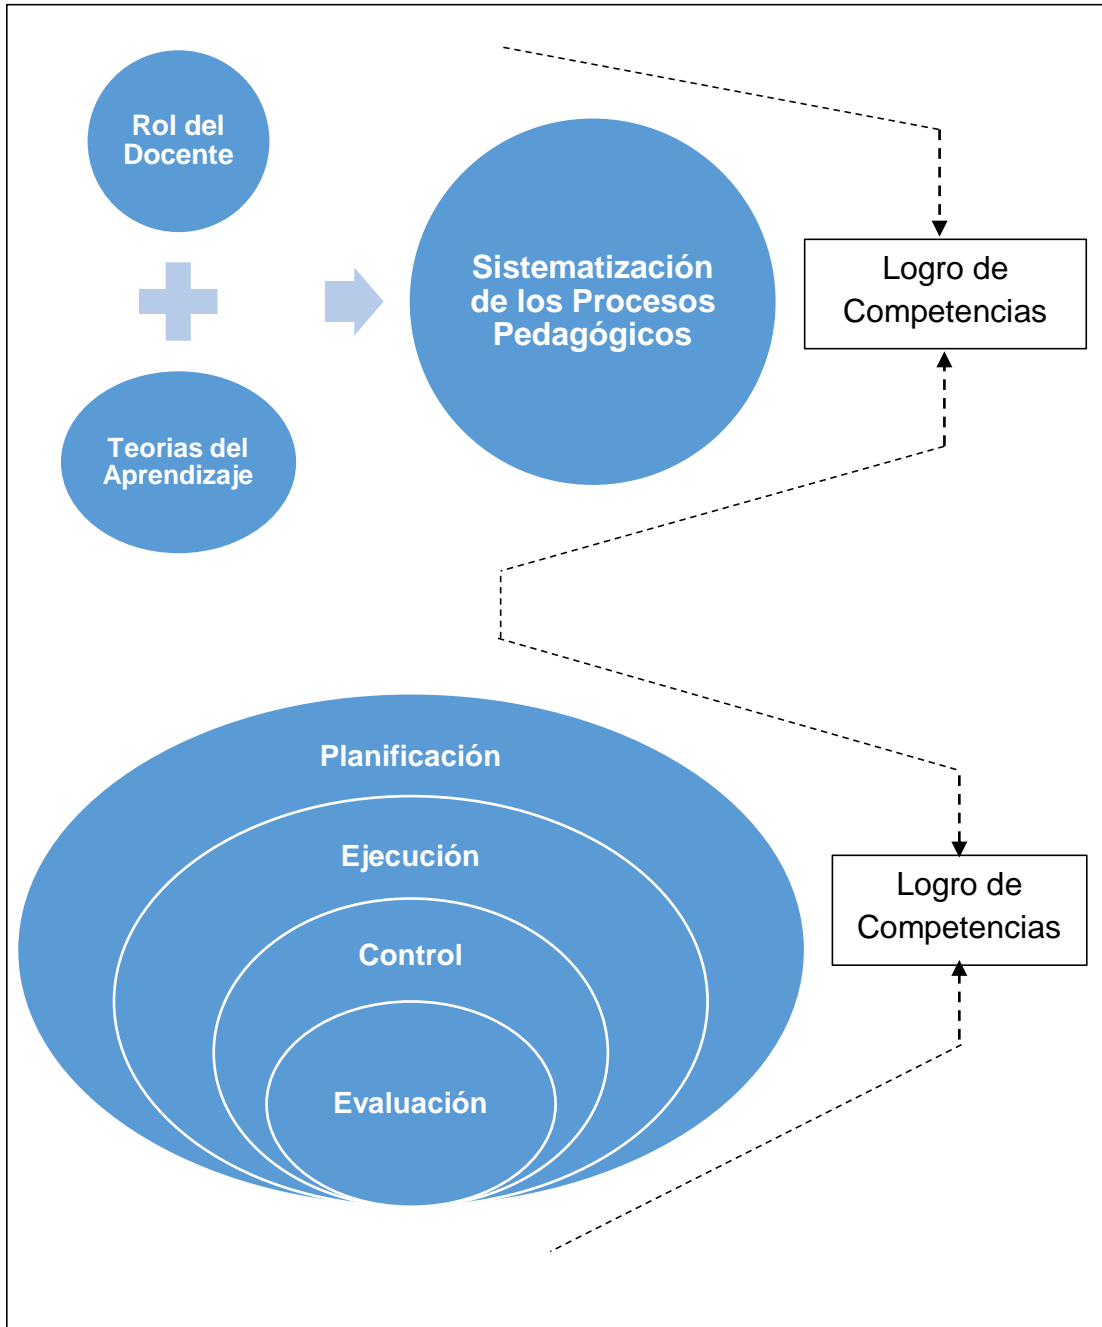 Rol del
Docente
Sistematización
de los Procesos
Pedagógicos
Logro de
Competencias
Teorias del
Aprendizaje
Planificación
Ejecución
Control
Evaluación
Logro de
Competencias